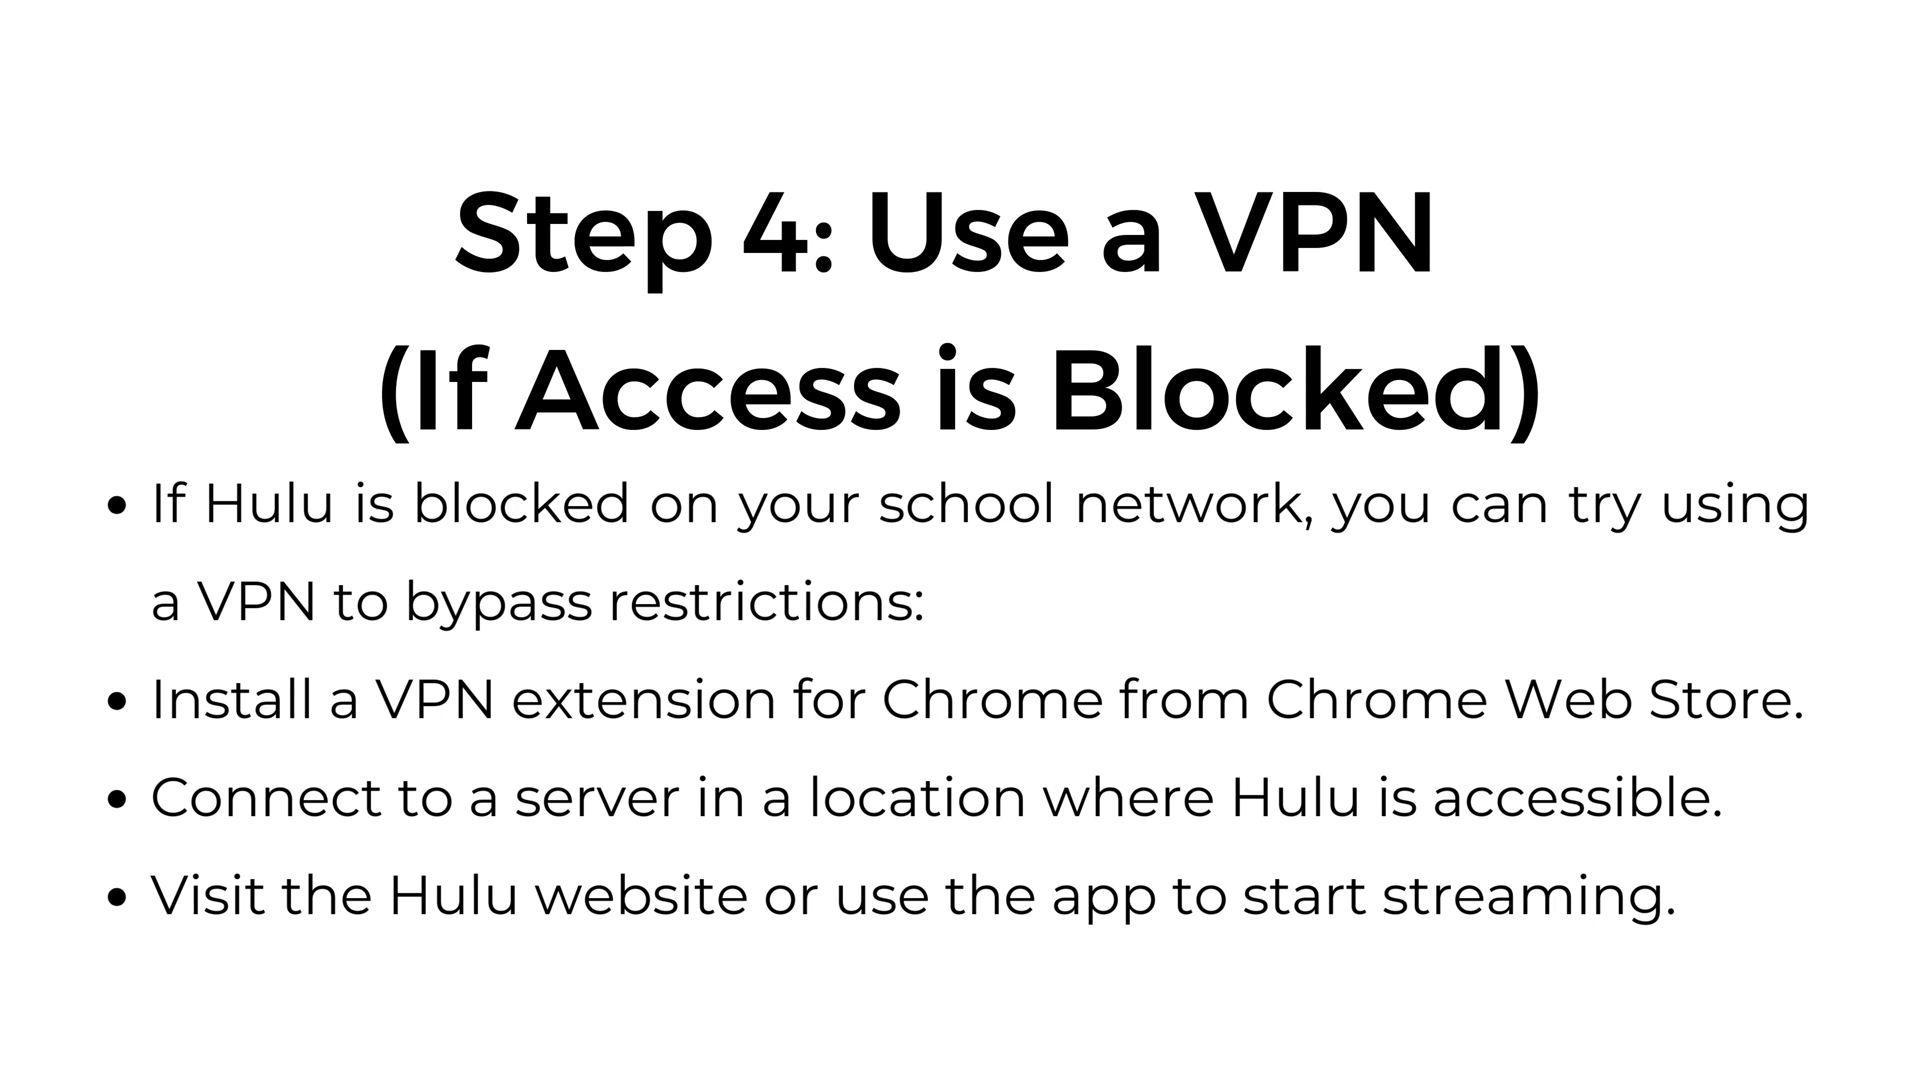 Step 4: Use a VPN
(If Access is Blocked)
• If Hulu is blocked on your school network, you can try using
a VPN to bypass restrictions:
• Install a VPN extension for Chrome from Chrome Web Store.
• Connect to a server in a location where Hulu is accessible.
• Visit the Hulu website or use the app to start streaming.